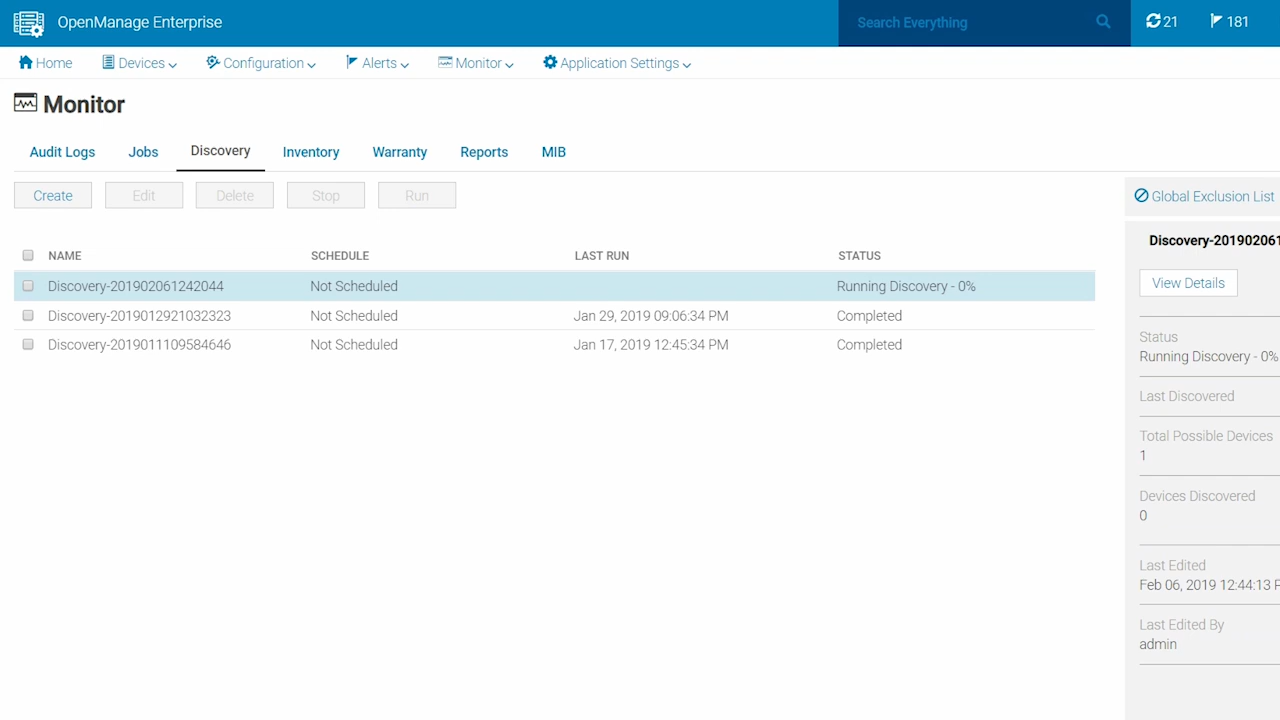 OpenManage Enterprise
Search Everything
21
181
Home
Devices
Configuration
Alerts
Monitor
Application Settings
Monitor
Audit Logs
Jobs
Discovery
Inventory
Warranty
Reports
MIB
Create
Edit
Delete
Stop
Run
Global Exclusion List
NAME SCHEDULE LAST RUN STATUS
Discovery-201902061242044 Not Scheduled Running Discovery - 0%
Discovery-2019012921032323 Not Scheduled Jan 29, 2019 09:06:34 PM Completed
Discovery-2019011109584646 Not Scheduled Jan 17, 2019 12:45:34 PM Completed
Discovery-201902061
View Details
Status
Running Discovery - 0%
Last Discovered
Total Possible Devices
1
Devices Discovered
0
Last Edited
Feb 06, 2019 12:44:13 P
Last Edited By
admin